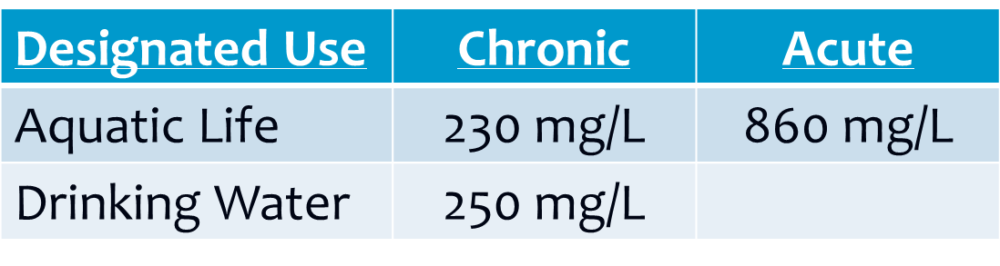 Designated Use Chronic Acute
Aquatic Life 230 mg/L 860 mg/L
Drinking Water 250 mg/L